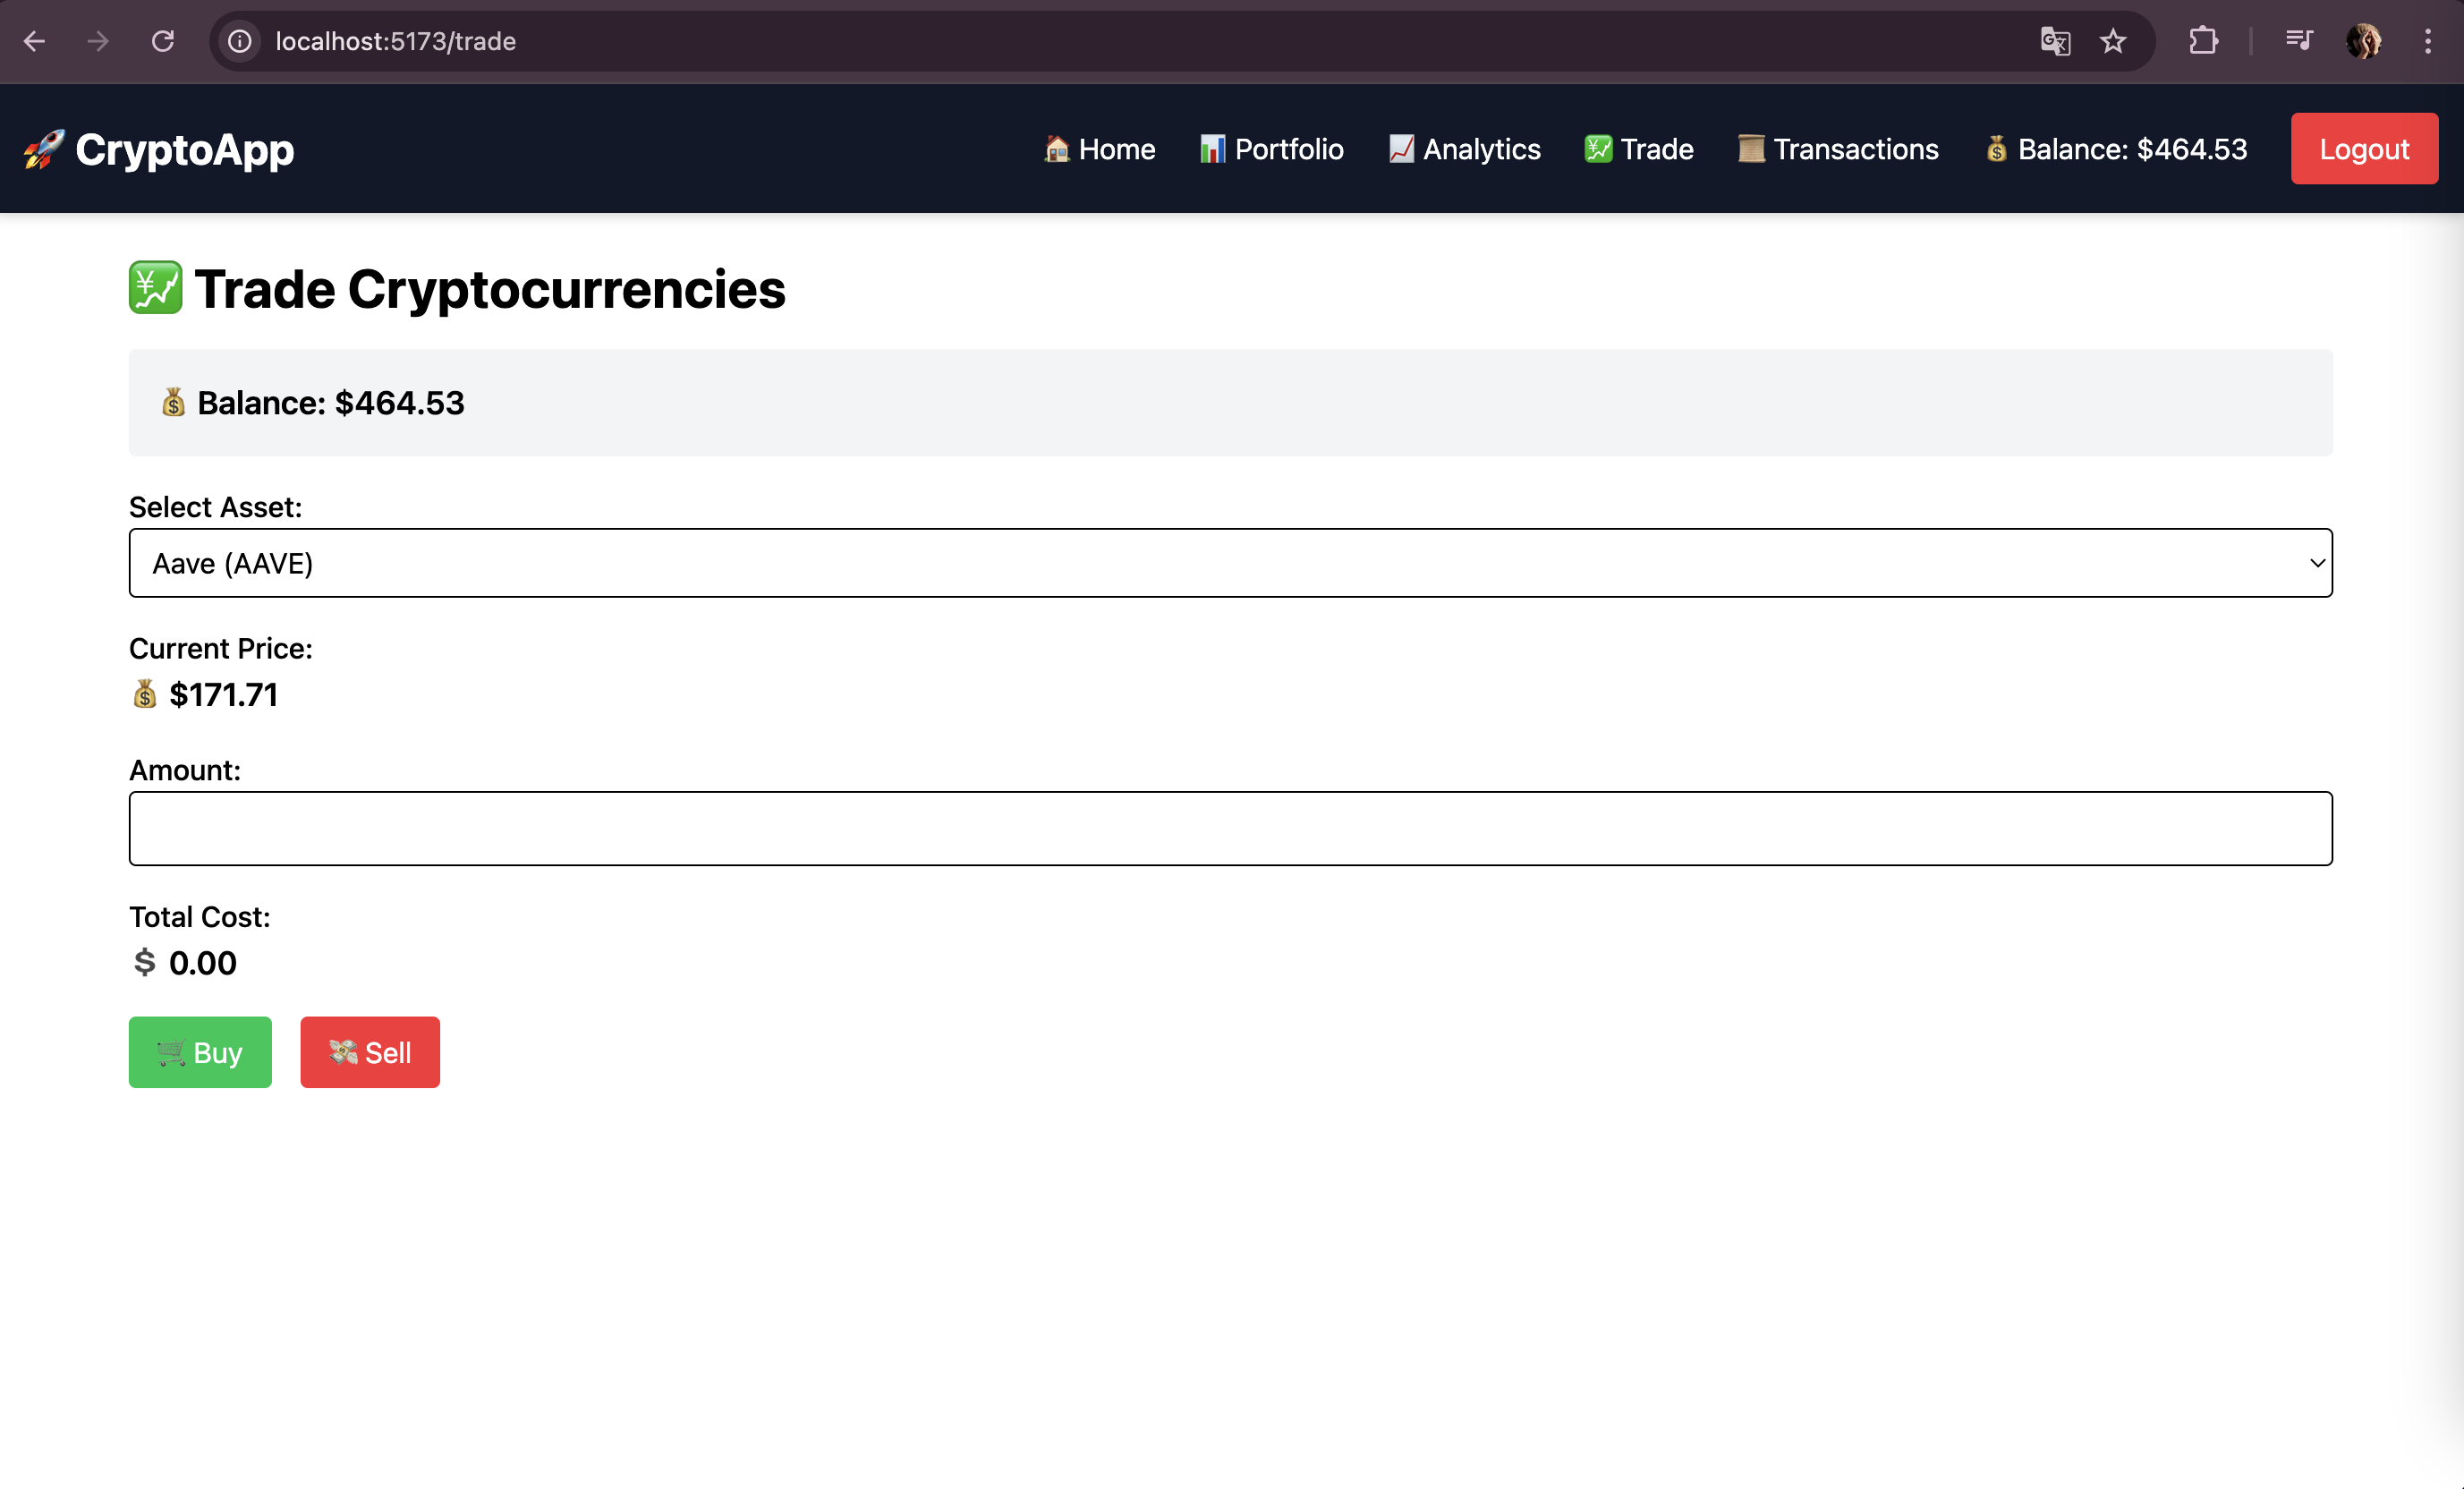 localhost:5173/trade
🚀 CryptoApp
🏠 Home 📊 Portfolio 📈 Analytics 💹 Trade 📜 Transactions 💰 Balance: $464.53 Logout
💹 Trade Cryptocurrencies
💰 Balance: $464.53
Select Asset:
Aave (AAVE)
Current Price:
💰 $171.71
Amount:
Total Cost:
💲 0.00
🛒 Buy 💸 Sell